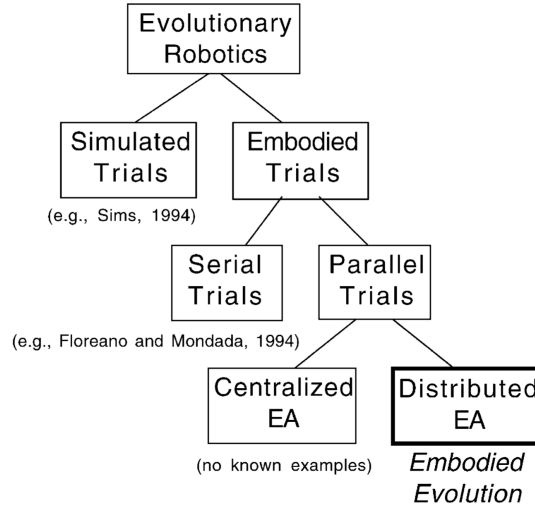 Evolutionary
Robotics
Simulated
Trials
Embodied
Trials
(e.g., Sims, 1994)
Serial
Trials
Parallel
Trials
(e.g., Floreano and Mondada, 1994)
Centralized
EA
Distributed
EA
(no known examples)
Embodied
Evolution